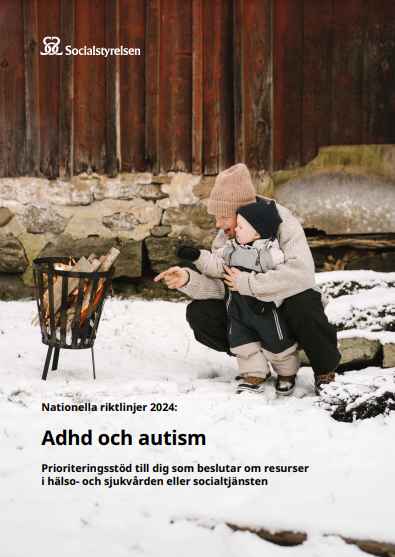 Socialstyrelsen
Nationella riktlinjer 2024:
Adhd och autism
Prioriteringsstöd till dig som beslutar om resurser
i hälso- och sjukvården eller socialtjänsten